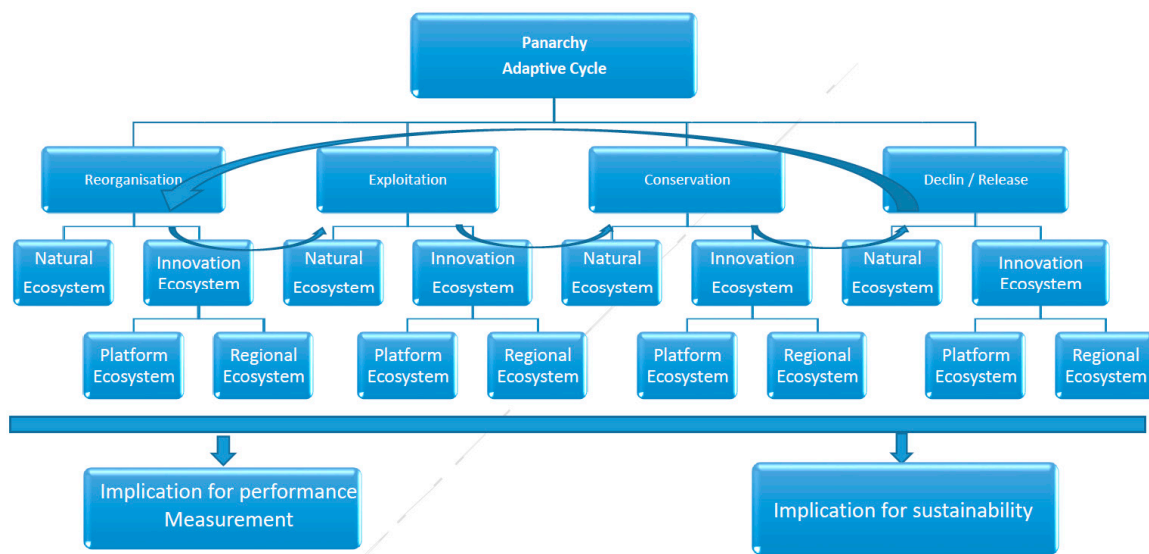 Panarchy
Adaptive Cycle
Reorganisation
Exploitation
Conservation
Declin / Release
Natural
Ecosystem
Innovation
Ecosystem
Natural
Ecosystem
Innovation
Ecosystem
Natural
Ecosystem
Innovation
Ecosystem
Natural
Ecosystem
Innovation
Ecosystem
Platform
Ecosystem
Regional
Ecosystem
Platform
Ecosystem
Regional
Ecosystem
Platform
Ecosystem
Regional
Ecosystem
Platform
Ecosystem
Regional
Ecosystem
Implication for performance
Measurement
Implication for sustainability